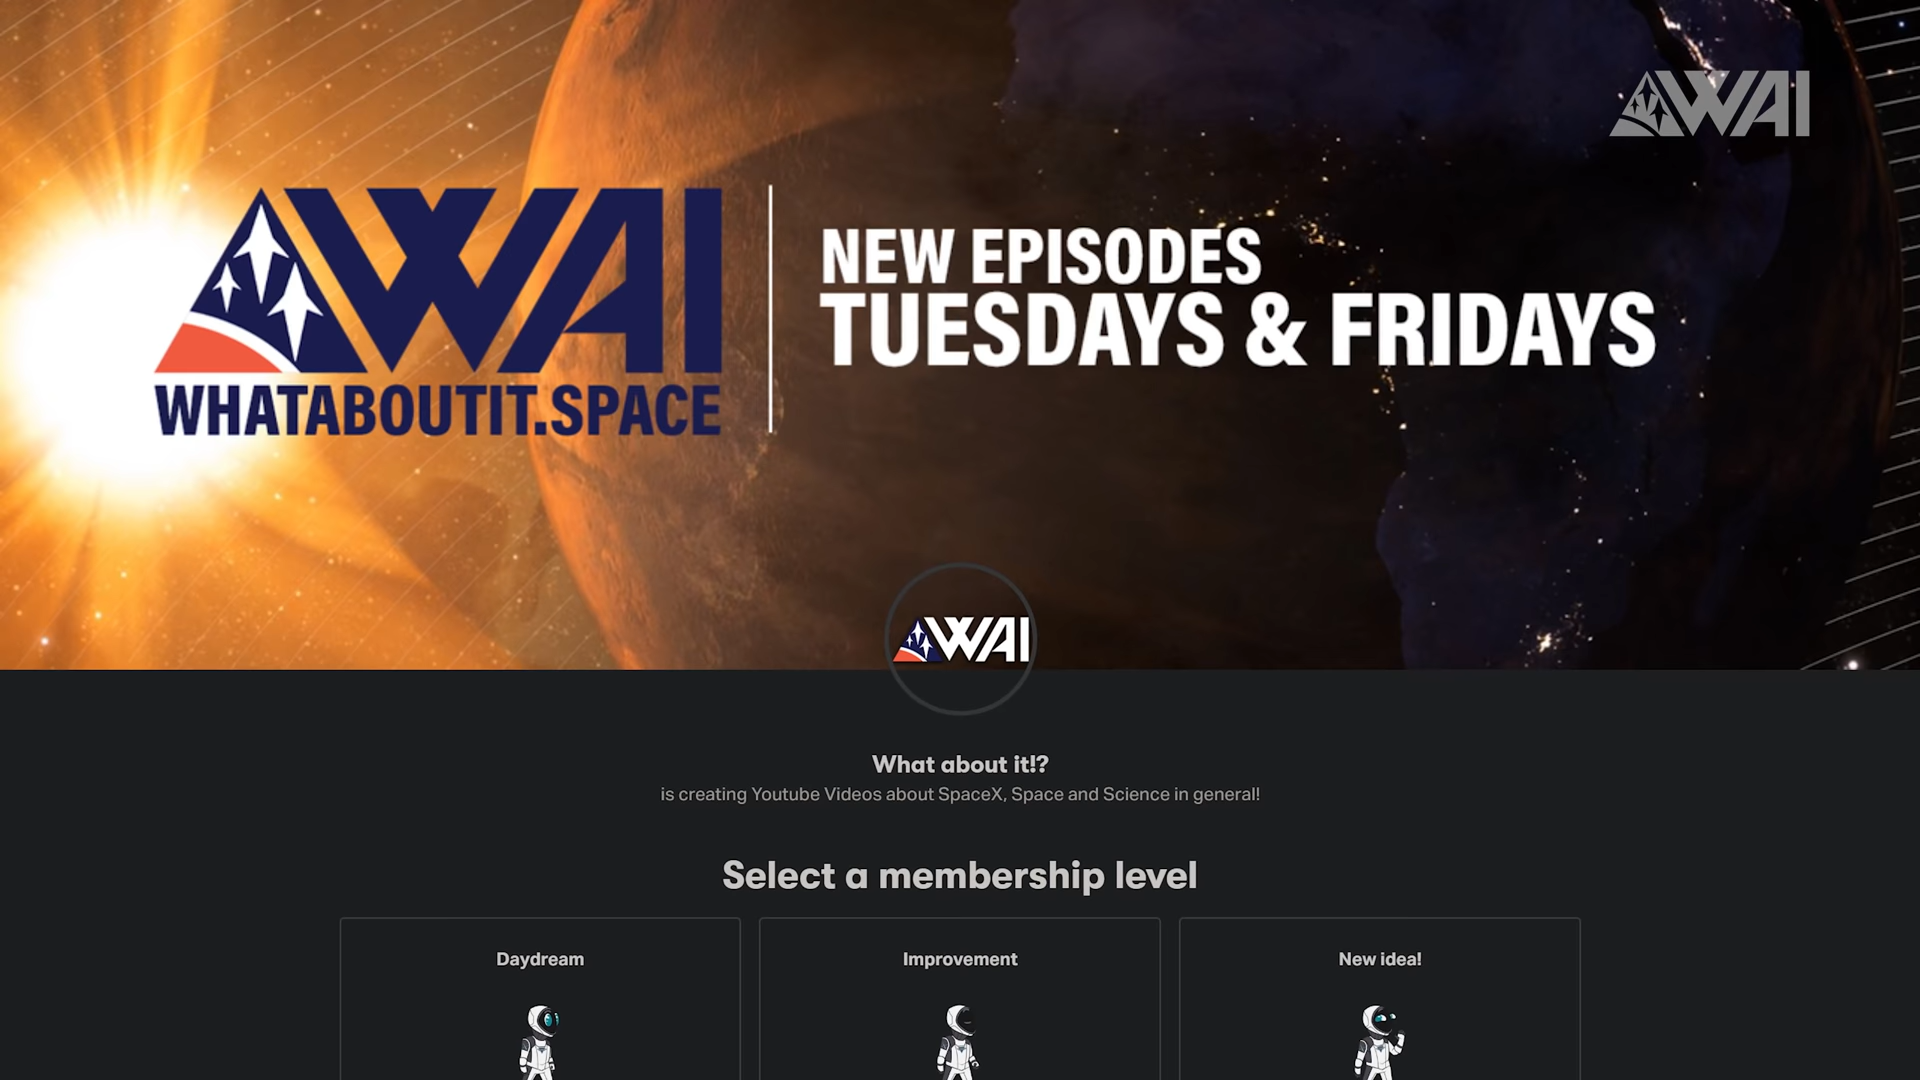 WAI
WAI
WHATABOUTIT.SPACE
NEW EPISODES
TUESDAYS & FRIDAYS
WAI
What about it!?
is creating Youtube Videos about SpaceX, Space and Science in general!
Select a membership level
Daydream
Improvement
New idea!